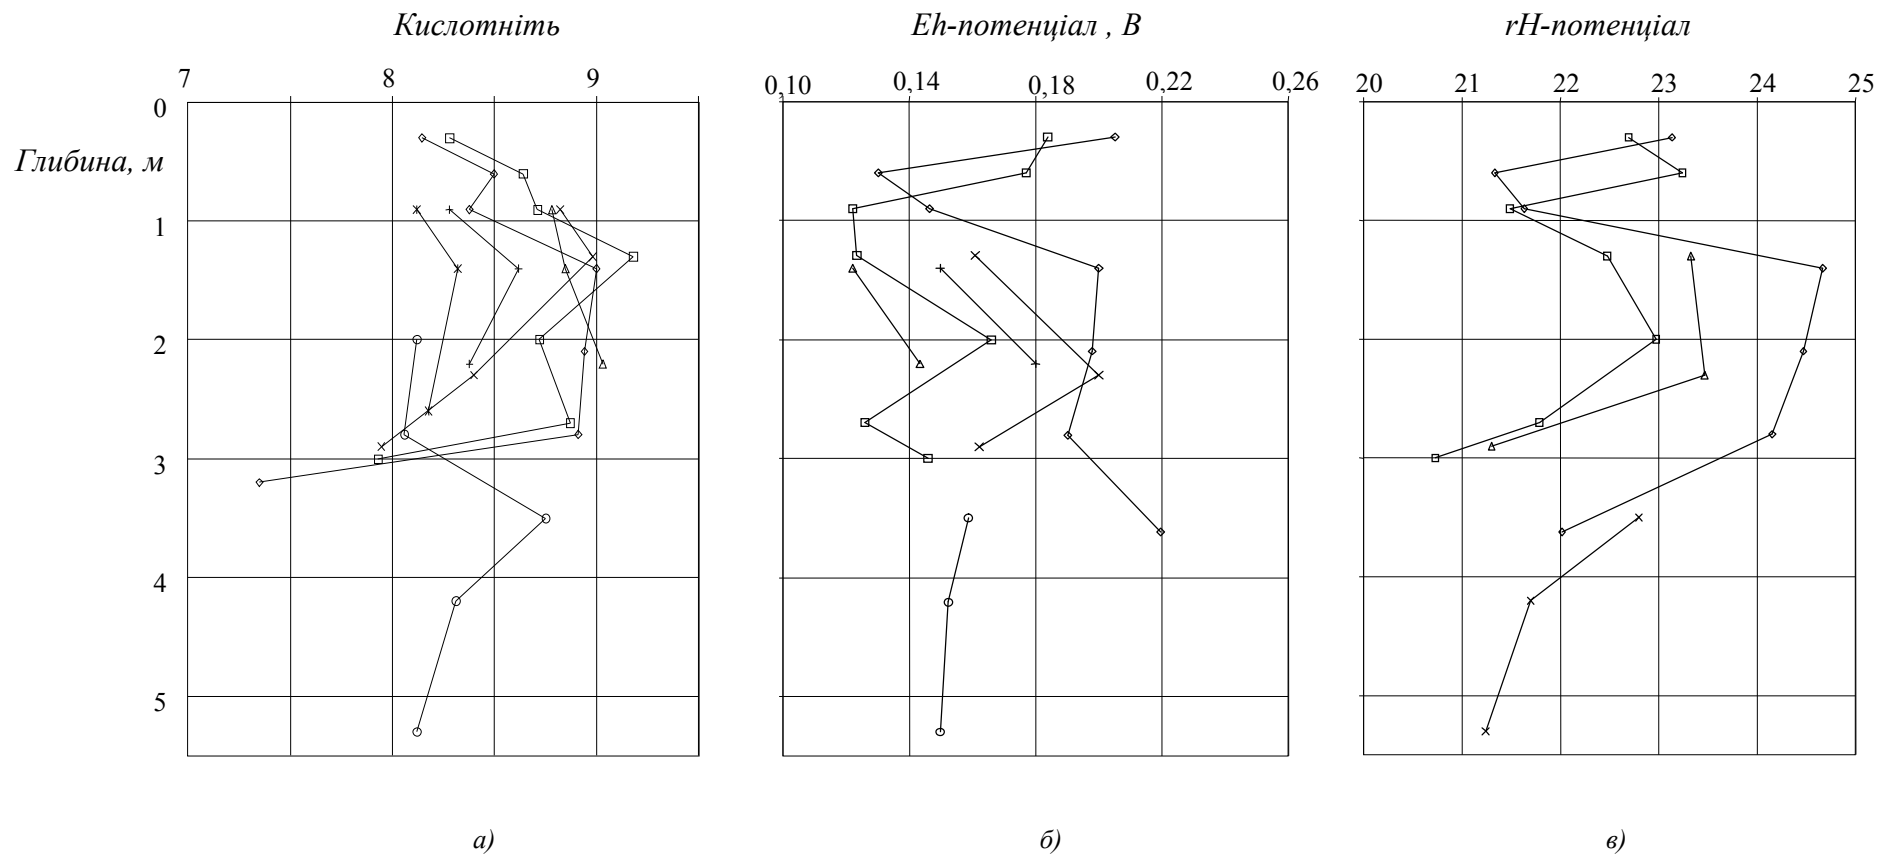 Кислотніть
Eh-потенціал , В
rH-потенціал
7 8 9
0,10 0,14 0,18 0,22 0,26
20 21 22 23 24 25
0
Глибина, м
1
2
3
4
5
а)
б)
в)